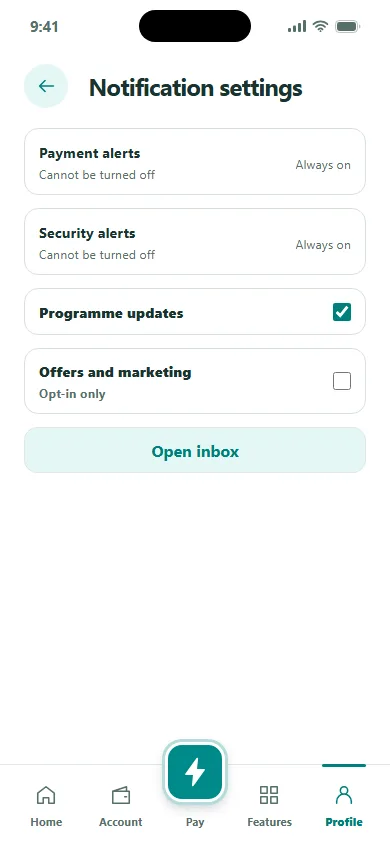 9:41
Notification settings
Payment alerts
Cannot be turned off
Always on
Security alerts
Cannot be turned off
Always on
Programme updates
Offers and marketing
Opt-in only
Open inbox
Home
Account
Pay
Features
Profile